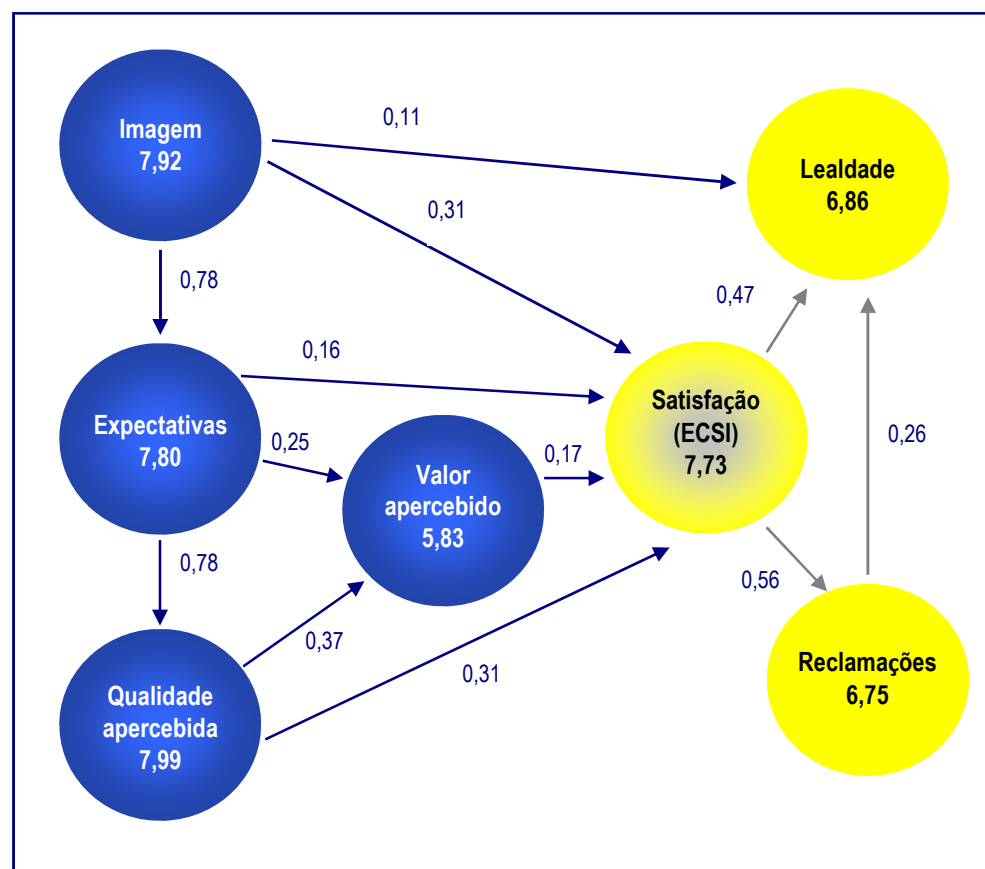 Imagem
7,92
0,11
Lealdade
6,86
0,31
0,78
0,47
0,16
Expectativas
7,80
0,25
Valor
apercebido
5,83
0,17
Satisfação
(ECSI)
7,73
0,26
0,78
0,56
0,37
0,31
Qualidade
apercebida
7,99
Reclamações
6,75